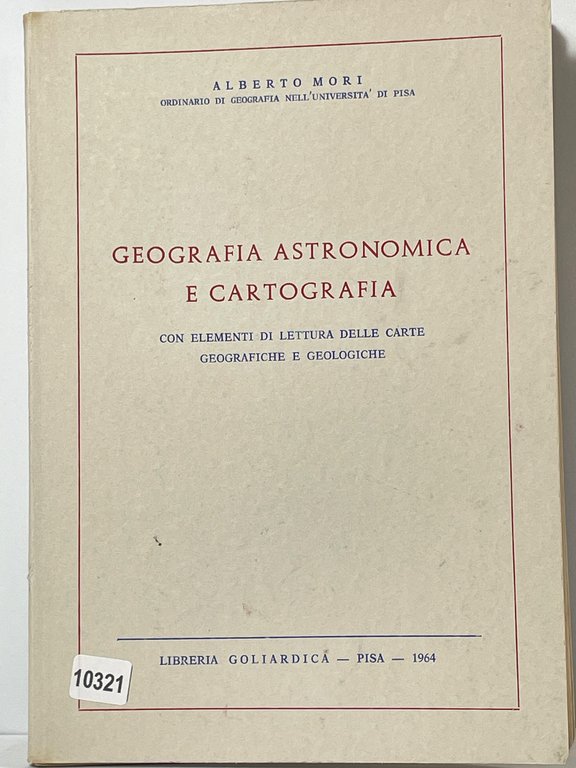 ALBERTO MORI
ORDINARIO DI GEOGRAFIA NELL'UNIVERSITA' DI PISA
GEOGRAFIA ASTRONOMICA
E CARTOGRAFIA
CON ELEMENTI DI LETTURA DELLE CARTE
GEOGRAFICHE E GEOLOGICHE
LIBRERIA GOLIARDICA — PISA — 1964
10321